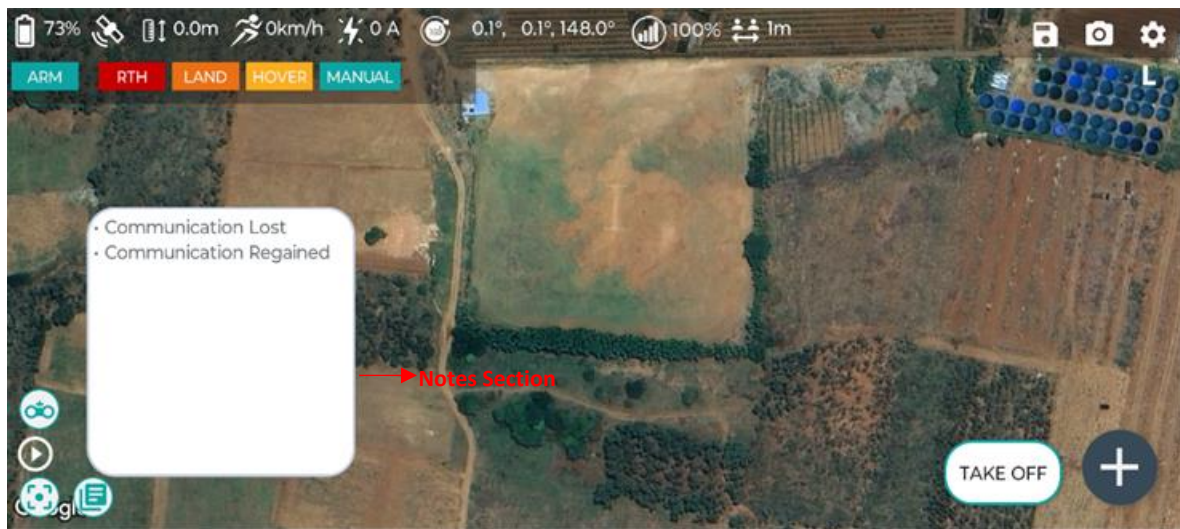 73% 0.0m 0km/h 0 A 0.1°, 0.1°, 148.0° 100% 1m
ARM RTH LAND HOVER MANUAL
L
• Communication Lost
• Communication Regained
Notes Section
TAKE OFF